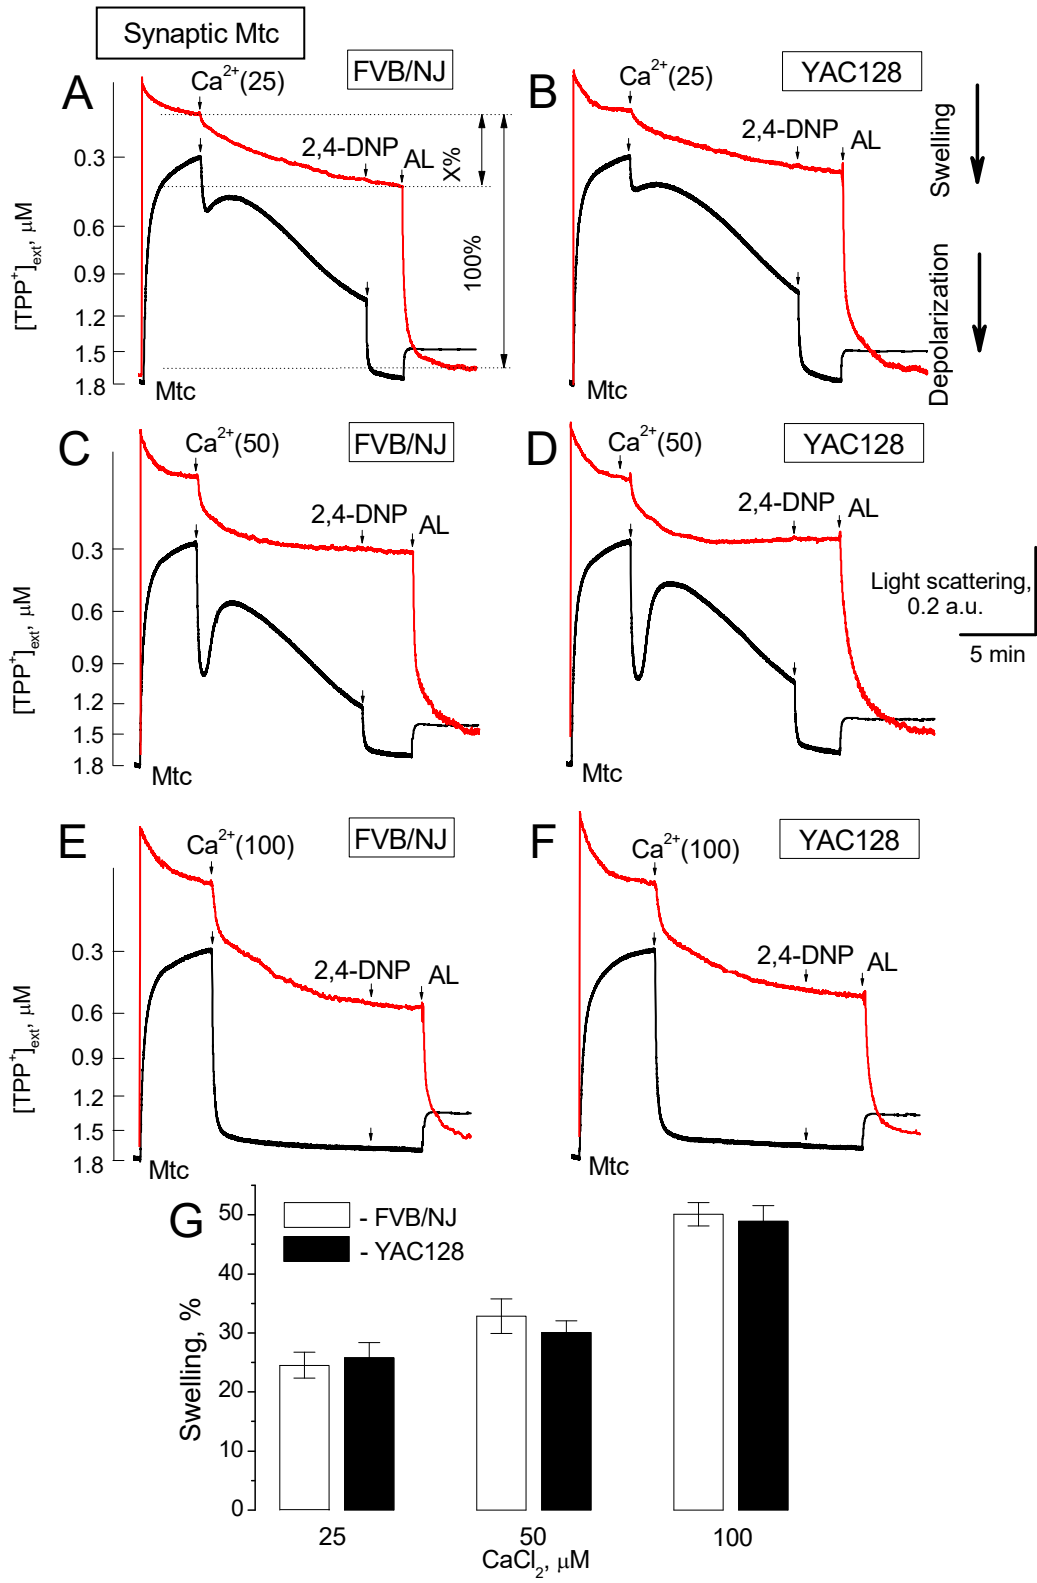 Synaptic Mtc
A
Ca²⁺(25)
FVB/NJ
2,4-DNP
AL
X%
100%
[TPP⁺]ext, µM
0.3
0.6
0.9
1.2
1.5
1.8
Mtc
B
Ca²⁺(25)
YAC128
2,4-DNP
AL
Mtc
Swelling
Depolarization
C
Ca²⁺(50)
FVB/NJ
2,4-DNP
AL
[TPP⁺]ext, µM
0.3
0.6
0.9
1.2
1.5
1.8
Mtc
D
Ca²⁺(50)
YAC128
2,4-DNP
AL
Mtc
Light scattering,
0.2 a.u.
5 min
E
Ca²⁺(100)
FVB/NJ
2,4-DNP
AL
[TPP⁺]ext, µM
0.3
0.6
0.9
1.2
1.5
1.8
Mtc
F
Ca²⁺(100)
YAC128
2,4-DNP
AL
Mtc
G
- FVB/NJ
- YAC128
Swelling, %
50
40
30
20
10
0
25
50
100
CaCl₂, µM